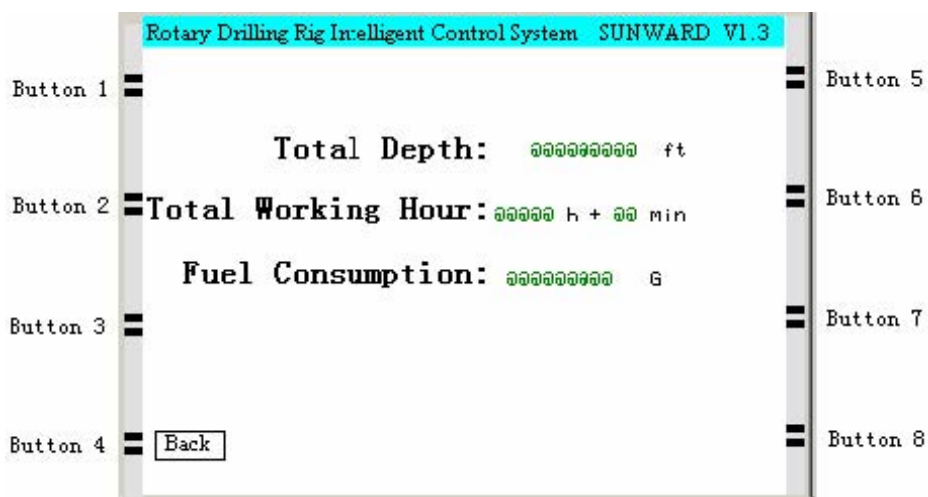 Rotary Drilling Rig Intelligent Control System SUNWARD V1.3
Button 1
Button 5
Total Depth: @@@@@@@@@ ft
Button 2
Total Working Hour: @@@@@ h + @@ min
Button 6
Fuel Consumption: @@@@@@@@@ G
Button 3
Button 7
Button 4
Back
Button 8